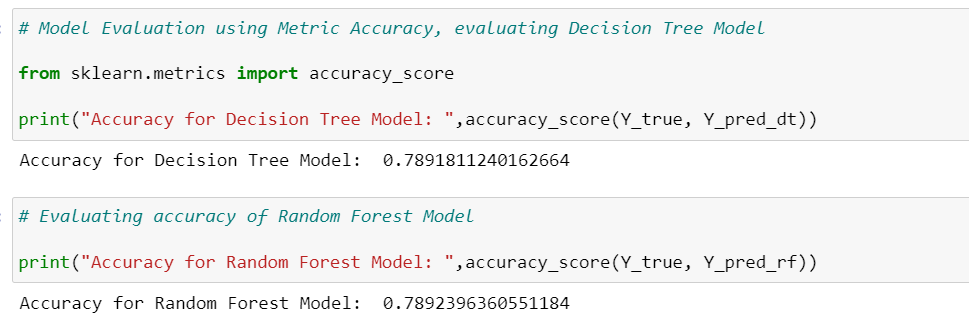 # Model Evaluation using Metric Accuracy, evaluating Decision Tree Model
from sklearn.metrics import accuracy_score
print("Accuracy for Decision Tree Model: ",accuracy_score(Y_true, Y_pred_dt))
Accuracy for Decision Tree Model:  0.7891811240162664
# Evaluating accuracy of Random Forest Model
print("Accuracy for Random Forest Model: ",accuracy_score(Y_true, Y_pred_rf))
Accuracy for Random Forest Model:  0.7892396360551184